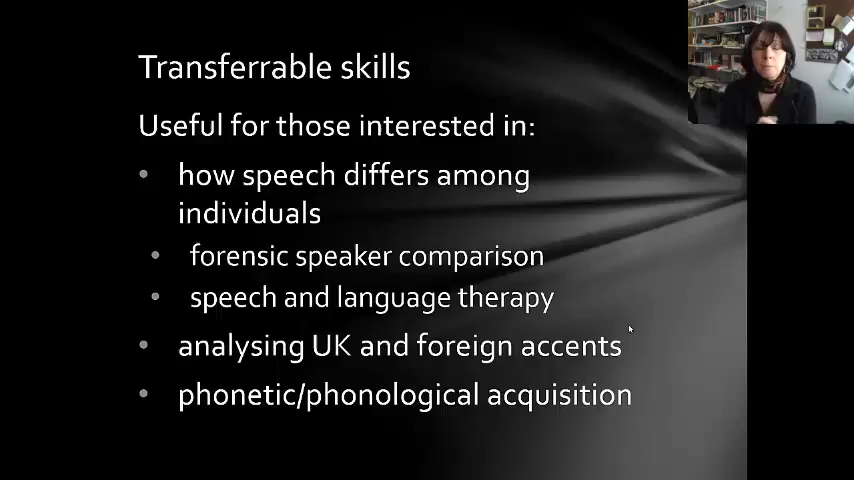 Transferrable skills
Useful for those interested in:
• how speech differs among
individuals
• forensic speaker comparison
• speech and language therapy
• analysing UK and foreign accents
• phonetic/phonological acquisition